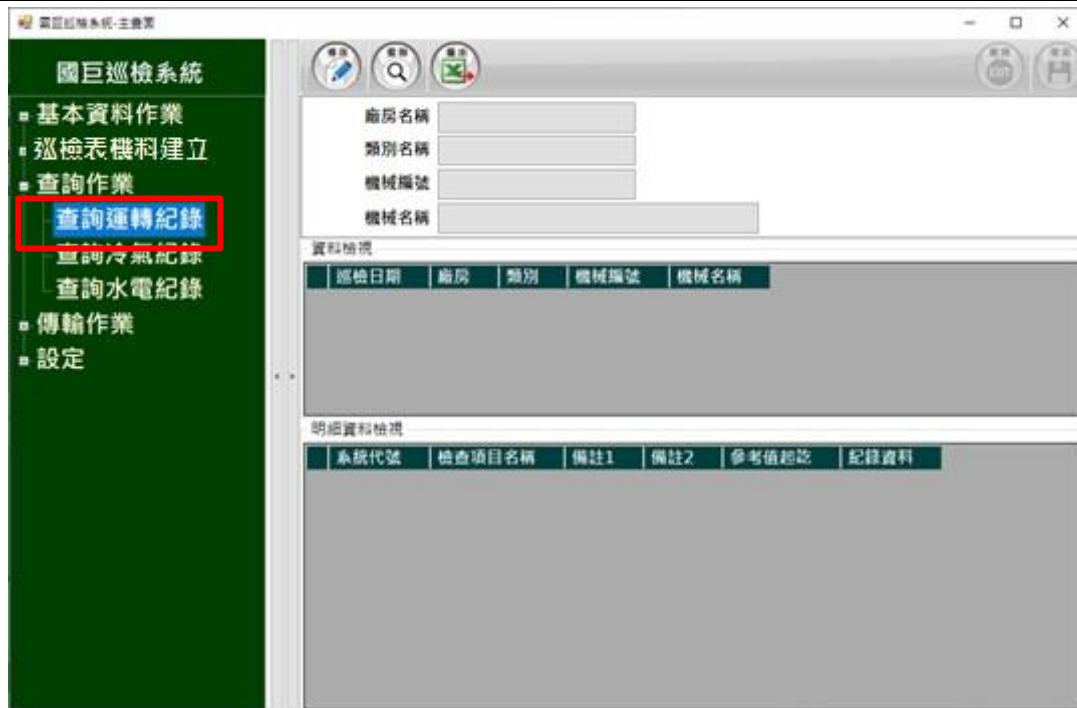 國巨巡檢系統-主畫面
國巨巡檢系統
基本資料作業
巡檢表機料建立
查詢作業
查詢運轉紀錄
查詢冷氣紀錄
查詢水電紀錄
傳輸作業
設定
廠房名稱
類別名稱
機械編號
機械名稱
資料檢視
巡檢日期 廠房 類別 機械編號 機械名稱
明細資料檢視
系統代號 檢查項目名稱 備註1 備註2 參考值起訖 紀錄資料